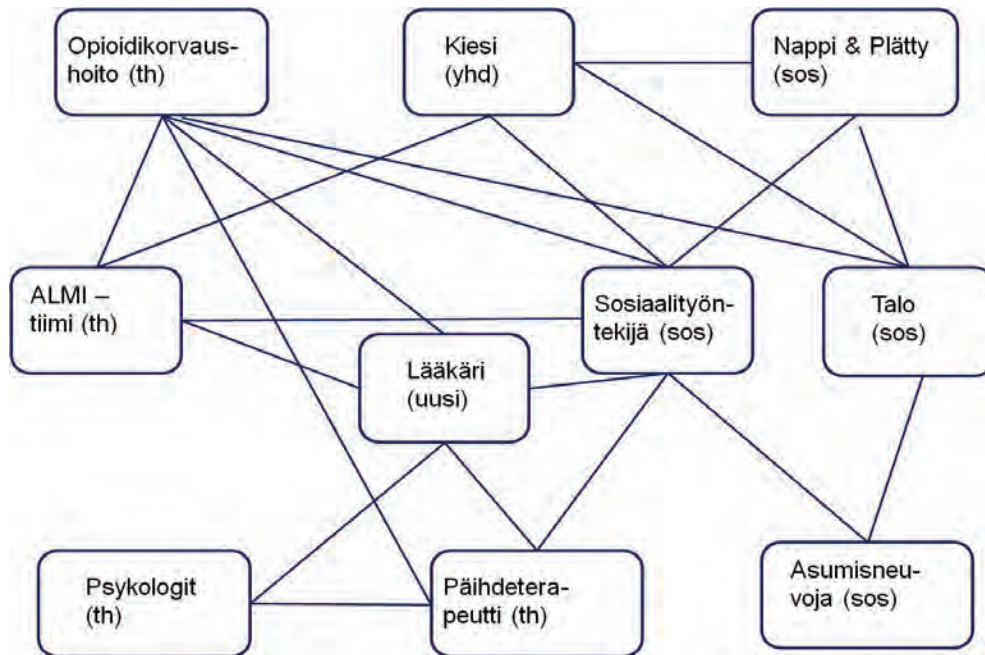 Opioidikorvaus-
hoito (th)
Kiesi
(yhd)
Nappi & Plätty
(sos)
ALMI –
tiimi (th)
Sosiaalityön-
tekijä (sos)
Talo
(sos)
Lääkäri
(uusi)
Psykologit
(th)
Päihdetera-
peutti (th)
Asumisneu-
voja (sos)